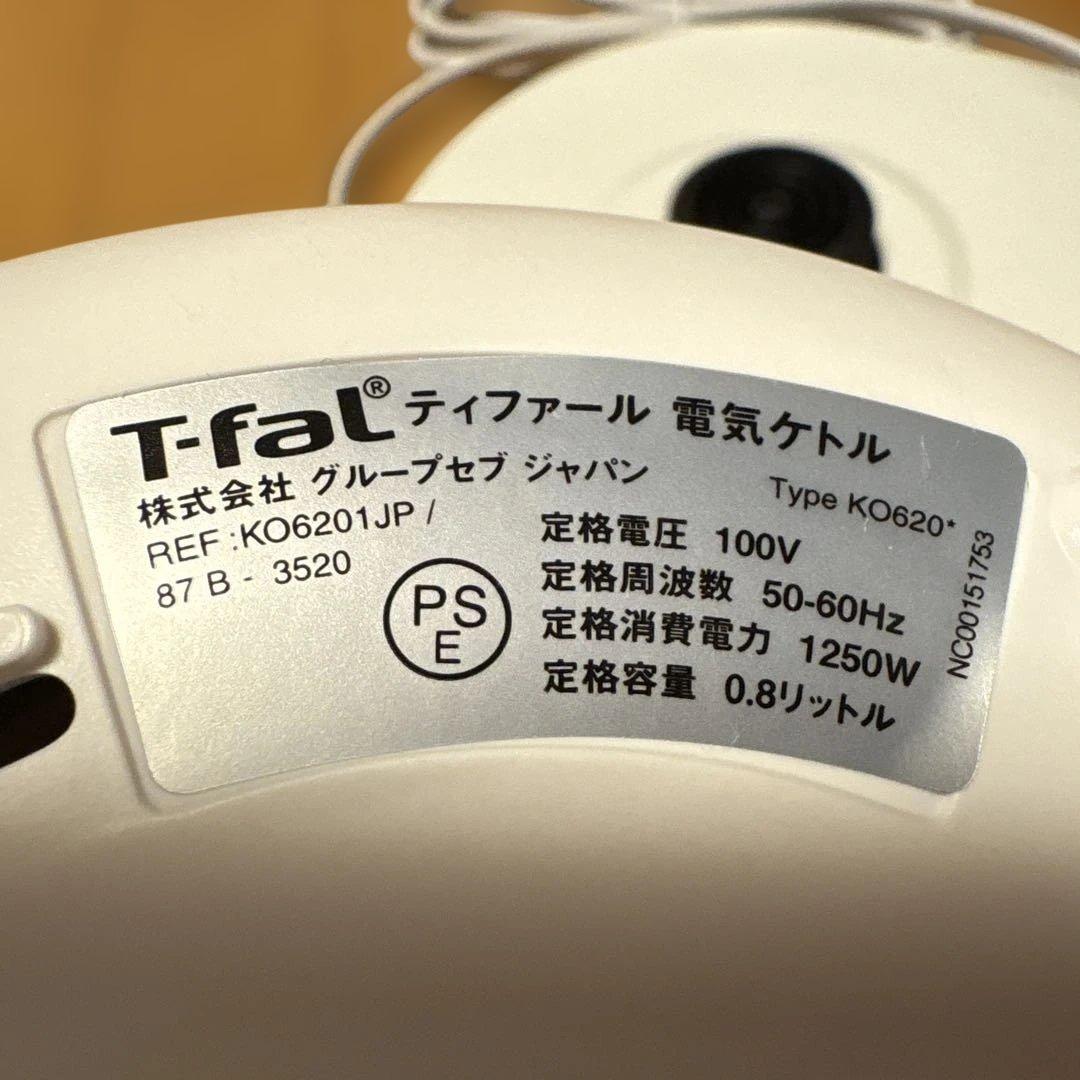 T-fal® ティファール 電気ケトル
株式会社 グループセブ ジャパン
Type KO620*
REF :KO6201JP /
87 B - 3520
PS
E
定格電圧 100V
定格周波数 50-60Hz
定格消費電力 1250W
定格容量 0.8リットル
NC00151753